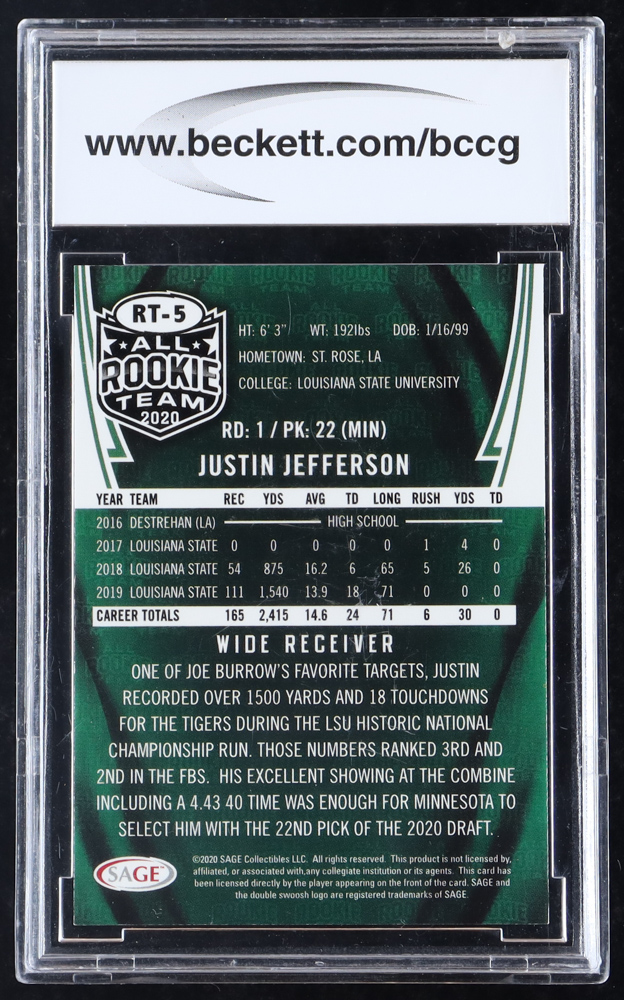 www.beckett.com/bccg
RT-5
ALL
ROOKIE
TEAM
2020
HT: 6' 3" WT: 192lbs DOB: 1/16/99
HOMETOWN: ST. ROSE, LA
COLLEGE: LOUISIANA STATE UNIVERSITY
RD: 1 / PK: 22 (MIN)
JUSTIN JEFFERSON
YEAR TEAM REC YDS AVG TD LONG RUSH YDS TD
2016 DESTREHAN (LA) HIGH SCHOOL
2017 LOUISIANA STATE 0 0 0 0 0 1 4 0
2018 LOUISIANA STATE 54 875 16.2 6 65 5 26 0
2019 LOUISIANA STATE 111 1,540 13.9 18 71 0 0 0
CAREER TOTALS 165 2,415 14.6 24 71 6 30 0
WIDE RECEIVER
ONE OF JOE BURROW'S FAVORITE TARGETS, JUSTIN
RECORDED OVER 1500 YARDS AND 18 TOUCHDOWNS
FOR THE TIGERS DURING THE LSU HISTORIC NATIONAL
CHAMPIONSHIP RUN. THOSE NUMBERS RANKED 3RD AND
2ND IN THE FBS. HIS EXCELLENT SHOWING AT THE COMBINE
INCLUDING A 4.43 40 TIME WAS ENOUGH FOR MINNESOTA TO
SELECT HIM WITH THE 22ND PICK OF THE 2020 DRAFT.
SAGE
©2020 SAGE Collectibles LLC. All rights reserved. This product is not licensed by,
affiliated, or associated with,any collegiate institution or its agents. This card has
been licensed directly by the player appearing on the front of the card. SAGE and
the double swoosh logo are registered trademarks of SAGE.